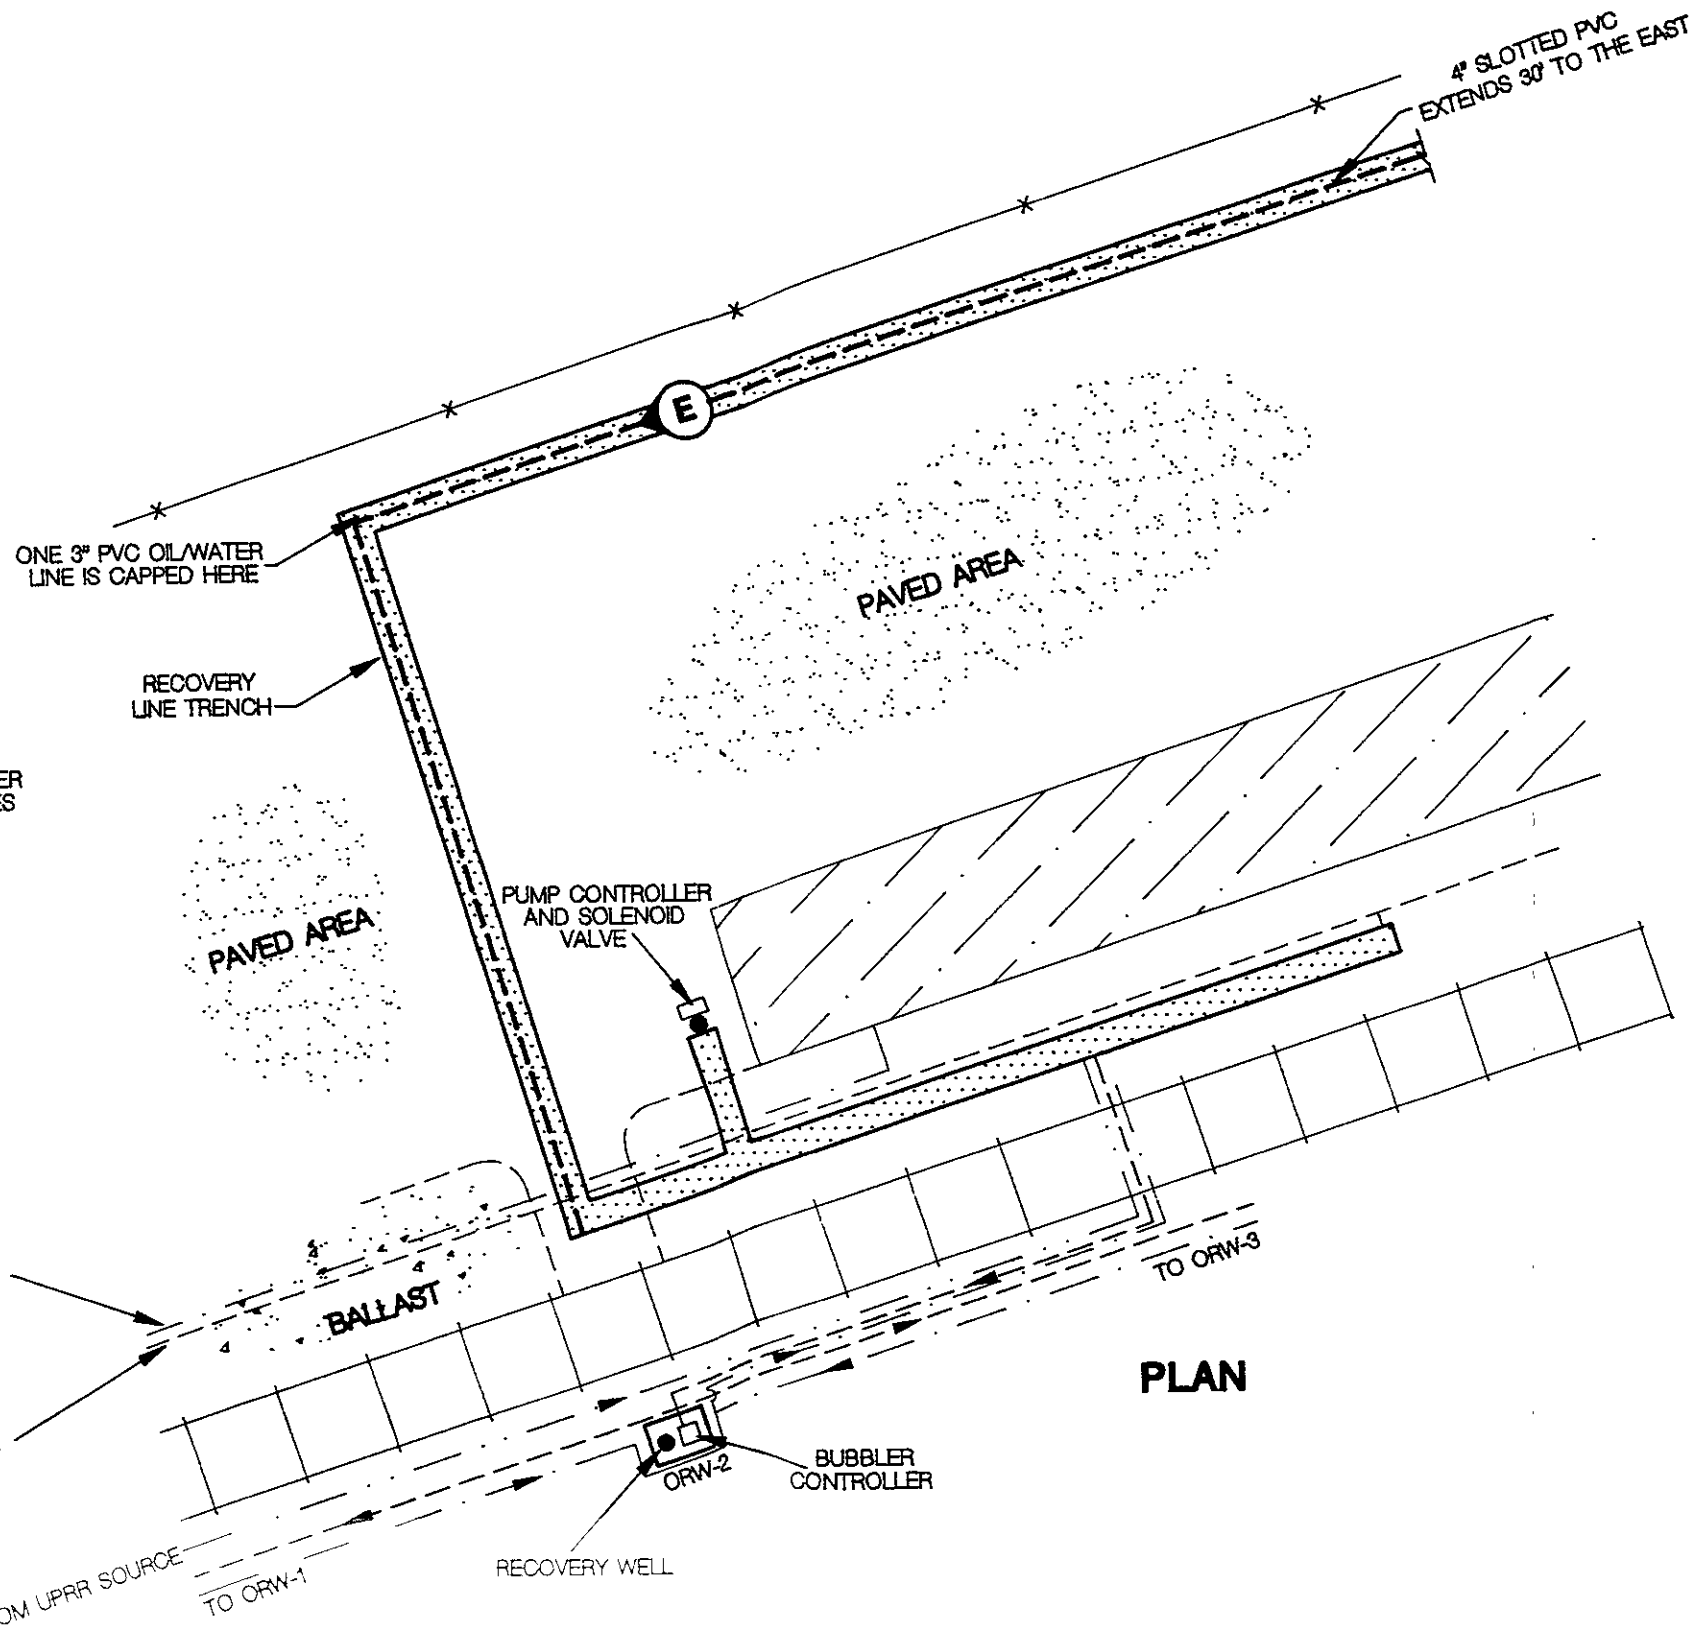 4" SLOTTED PVC
EXTENDS 30' TO THE EAST
E
ONE 3" PVC OIL/WATER
LINE IS CAPPED HERE
PAVED AREA
RECOVERY
LINE TRENCH
ER
ES
PUMP CONTROLLER
AND SOLENOID
VALVE
PAVED AREA
TO ORW-3
BALLAST
PLAN
BUBBLER
CONTROLLER
ORW-2
RECOVERY WELL
OM UPRR SOURCE
TO ORW-1